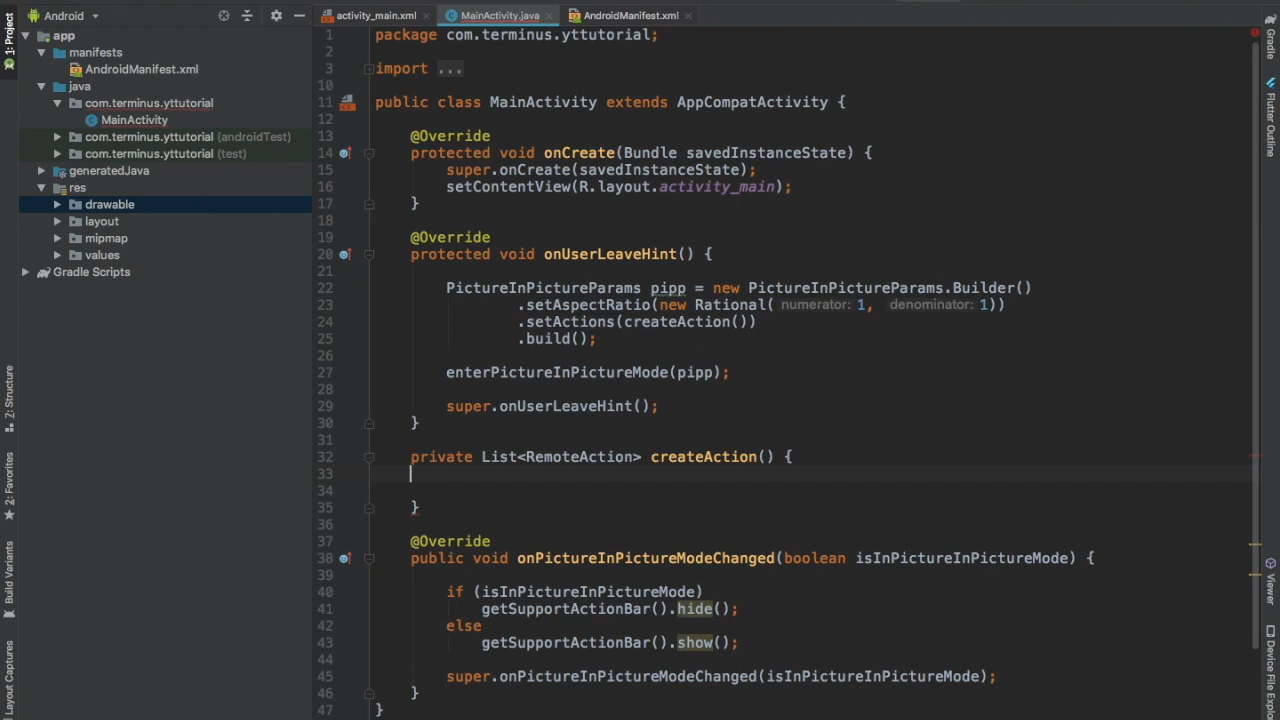 Android
activity_main.xml
MainActivity.java
AndroidManifest.xml
1: Project
app
manifests
AndroidManifest.xml
java
com.terminus.yttutorial
MainActivity
com.terminus.yttutorial (androidTest)
com.terminus.yttutorial (test)
generatedJava
res
drawable
layout
mipmap
values
Gradle Scripts
Z: Structure
2: Favorites
Build Variants
Layout Captures
1 package com.terminus.yttutorial;
2
3 import ...
10
11 public class MainActivity extends AppCompatActivity {
12
13 @Override
14 protected void onCreate(Bundle savedInstanceState) {
15 super.onCreate(savedInstanceState);
16 setContentView(R.layout.activity_main);
17 }
18
19 @Override
20 protected void onUserLeaveHint() {
21
22 PictureInPictureParams pipp = new PictureInPictureParams.Builder()
23 .setAspectRatio(new Rational( numerator: 1, denominator: 1))
24 .setActions(createAction())
25 .build();
26
27 enterPictureInPictureMode(pipp);
28
29 super.onUserLeaveHint();
30 }
31
32 private List<RemoteAction> createAction() {
33
34
35 }
36
37 @Override
38 public void onPictureInPictureModeChanged(boolean isInPictureInPictureMode) {
39
40 if (isInPictureInPictureMode)
41 getSupportActionBar().hide();
42 else
43 getSupportActionBar().show();
44
45 super.onPictureInPictureModeChanged(isInPictureInPictureMode);
46 }
47 }
Gradle
Flutter Outline
Viewer
Device File Explo